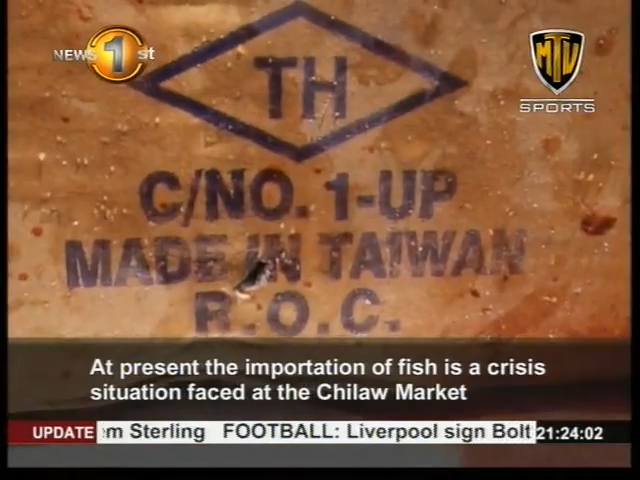 NEWS 1st
MTV
SPORTS
TH
C/NO. 1-UP
MADE IN TAIWAN
R.O.C.
At present the importation of fish is a crisis
situation faced at the Chilaw Market
UPDATE m Sterling FOOTBALL: Liverpool sign Bolt 21:24:02